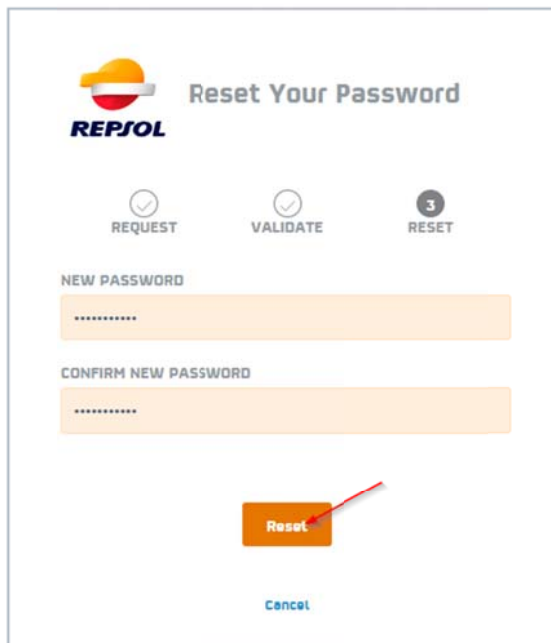 Reset Your Password
REPSOL
3
REQUEST VALIDATE RESET
NEW PASSWORD
•••••••••••
CONFIRM NEW PASSWORD
•••••••••••
Reset
Cancel